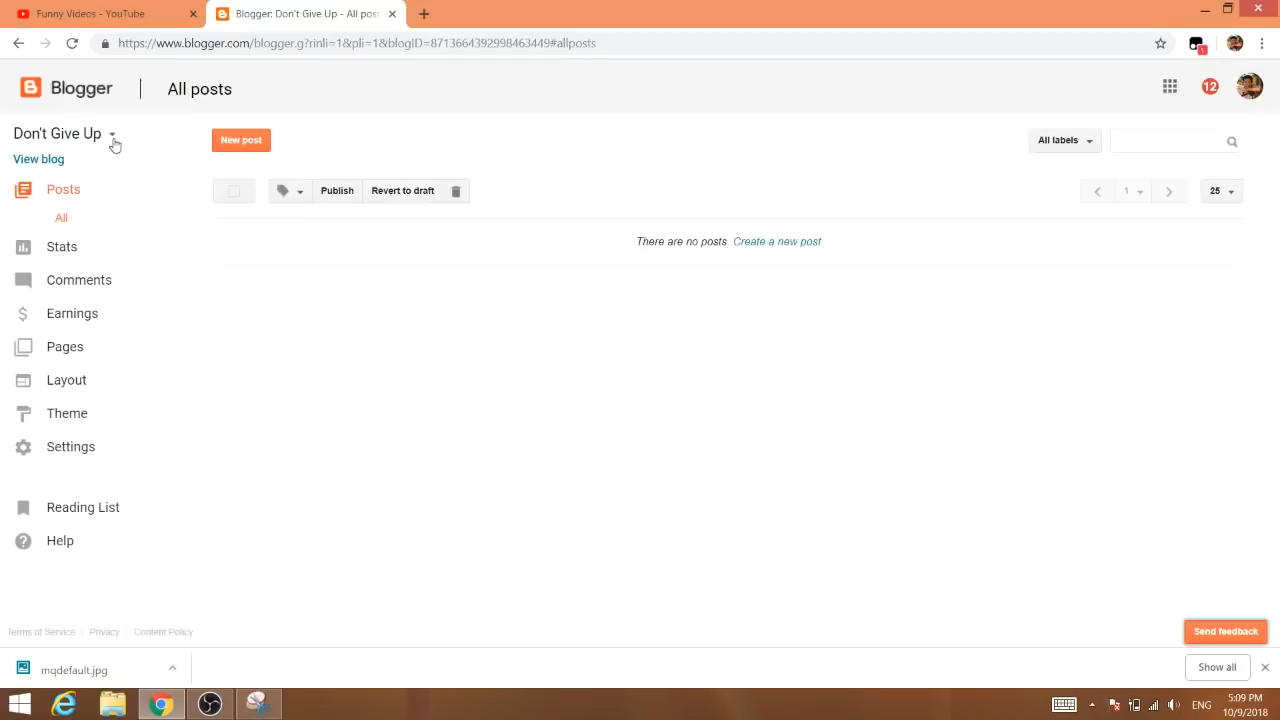 Funny Videos - YouTube
Blogger: Don't Give Up - All post
https://www.blogger.com/blogger.g?rinli=1&pli=1&blogID=8713664392998463449#allposts
1
Blogger
All posts
12
Don't Give Up
New post
All labels
View blog
Posts
Publish
Revert to draft
1
25
All
There are no posts. Create a new post
Stats
Comments
Earnings
Pages
Layout
Theme
Settings
Reading List
Help
Terms of Service
Privacy
Content Policy
Send feedback
mqdefault.jpg
Show all
ENG
5:09 PM
10/9/2018